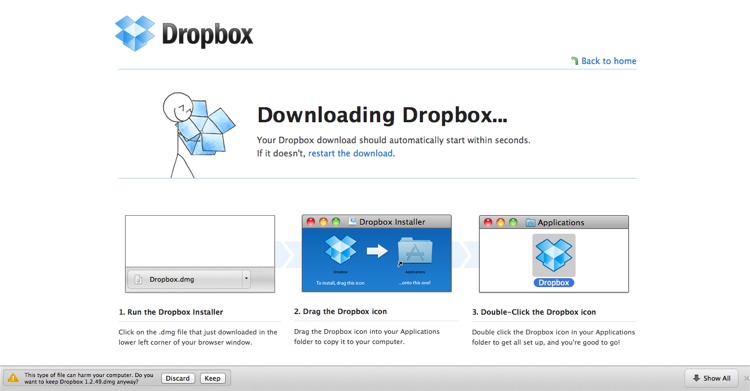 Dropbox
Back to home
Downloading Dropbox...
Your Dropbox download should automatically start within seconds.
If it doesn't, restart the download.
Dropbox.dmg
Dropbox Installer
Dropbox
Applications
To install, drag this icon
...onto this one!
Applications
Dropbox
1. Run the Dropbox Installer
2. Drag the Dropbox icon
3. Double-Click the Dropbox icon
Click on the .dmg file that just downloaded in the
lower left corner of your browser window.
Drag the Dropbox icon into your Applications
folder to copy it to your computer.
Double click the Dropbox icon in your Applications
folder to get all set up, and you're good to go!
This type of file can harm your computer. Do you
want to keep Dropbox 1.2.49.dmg anyway?
Discard
Keep
Show All